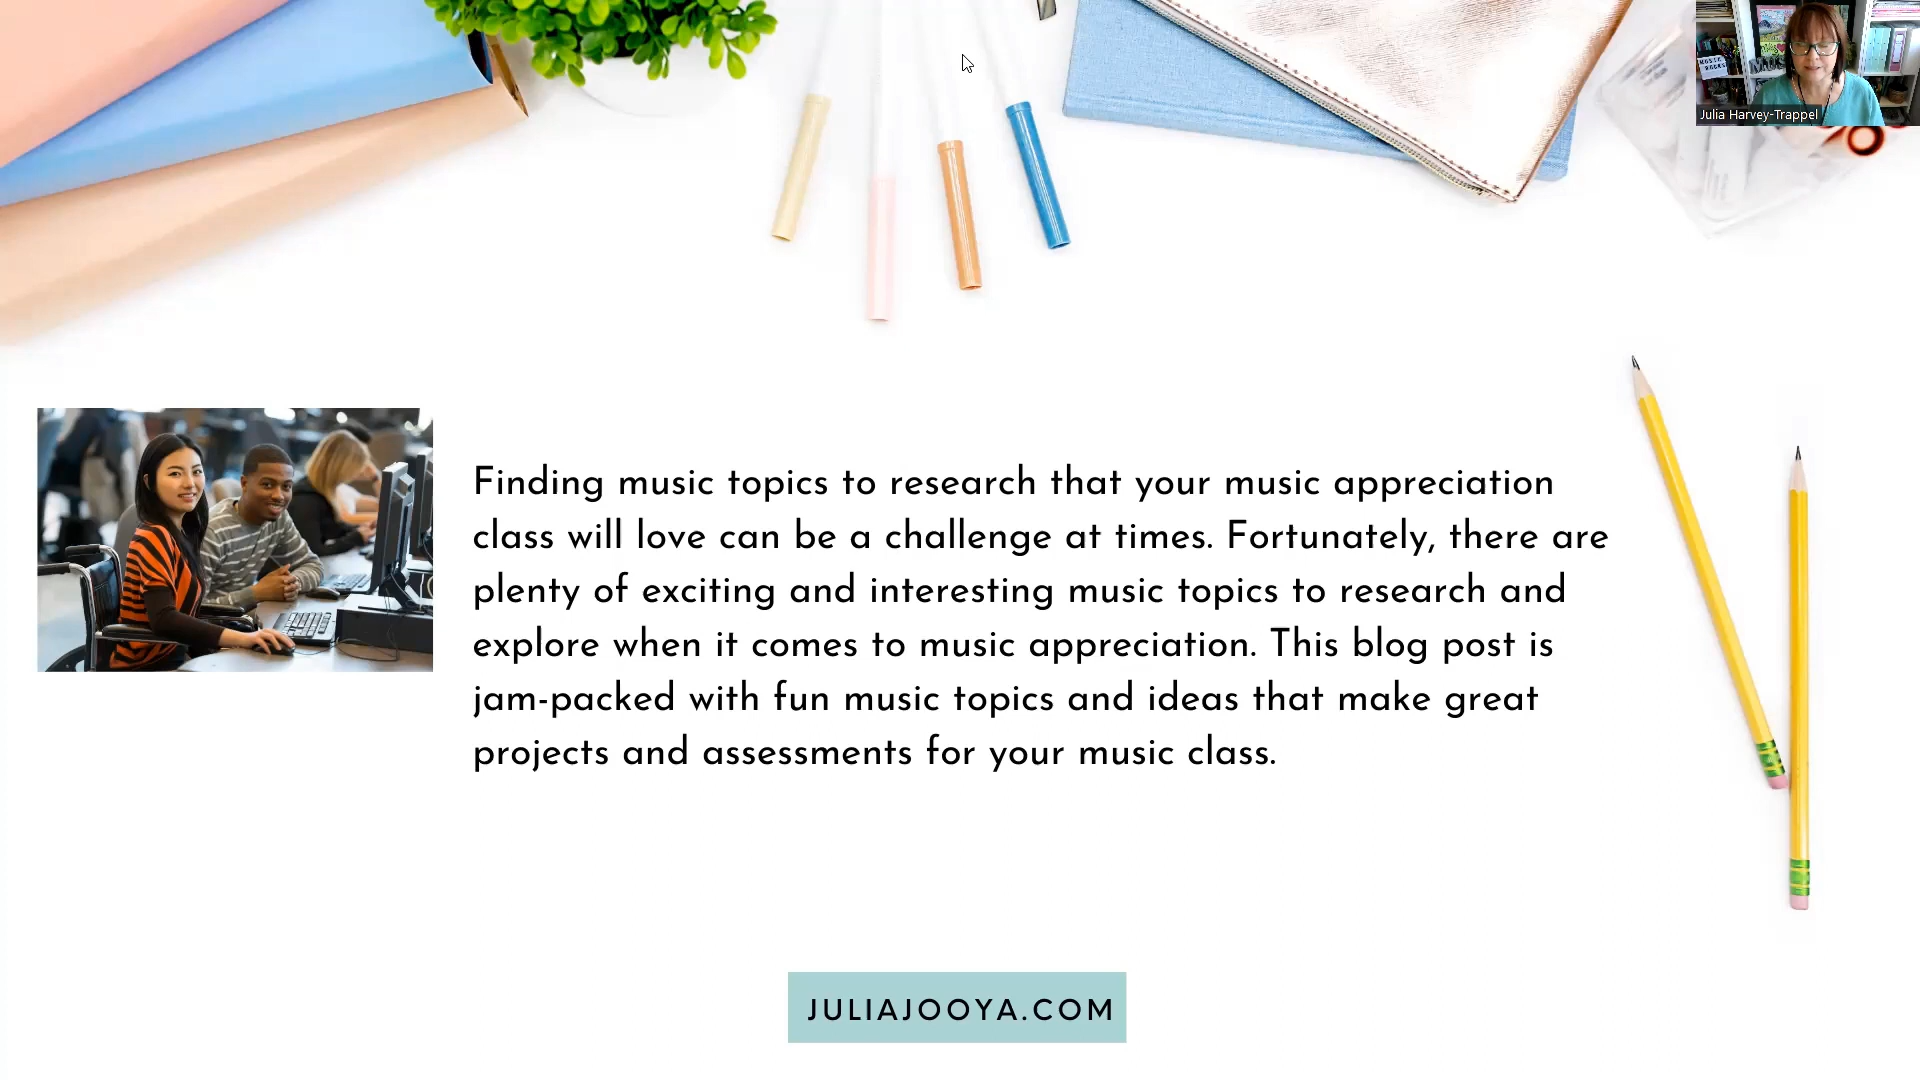 MUSIC
ROCKS
Julia Harvey-Trappel
Finding music topics to research that your music appreciation
class will love can be a challenge at times. Fortunately, there are
plenty of exciting and interesting music topics to research and
explore when it comes to music appreciation. This blog post is
jam-packed with fun music topics and ideas that make great
projects and assessments for your music class.
JULIAJOOYA.COM